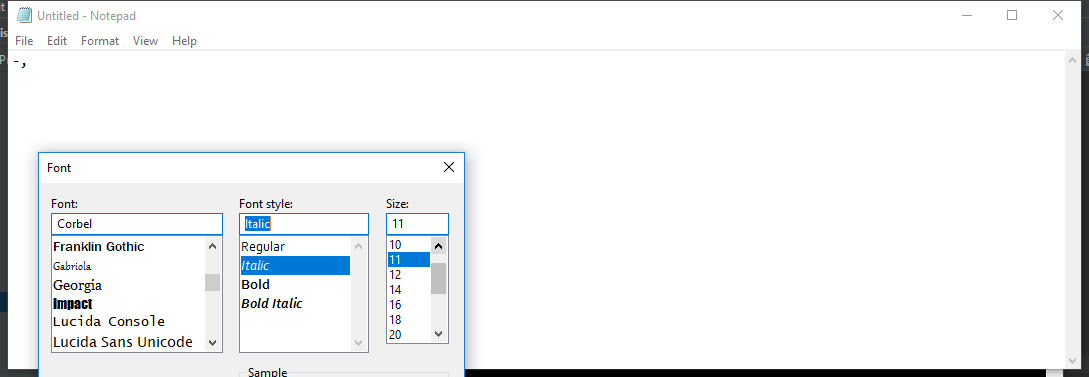 Untitled - Notepad
File Edit Format View Help
-,
Font
Font: Font style: Size:
Corbel Italic 11
Franklin Gothic Regular 10
Gabriola Italic 11
Georgia Bold 12
Impact Bold Italic 14
Lucida Console 16
Lucida Sans Unicode 18
20
Sample